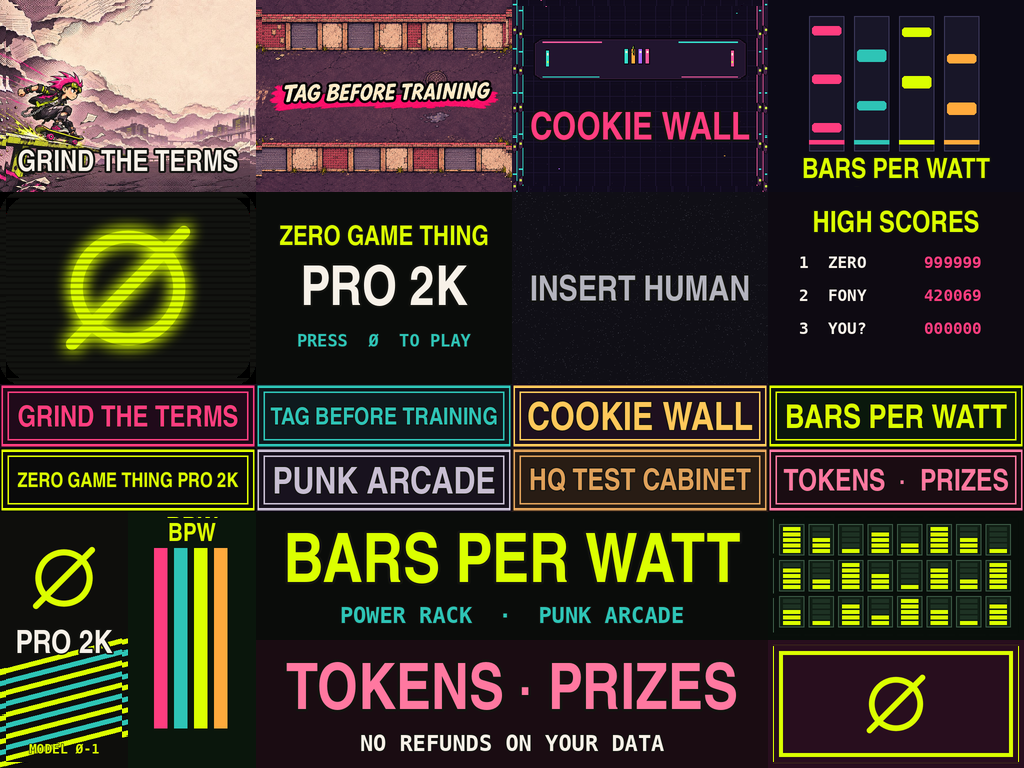 GRIND THE TERMS
TAG BEFORE TRAINING
COOKIE WALL
BARS PER WATT
ZERO GAME THING
PRO 2K
PRESS Ø TO PLAY
INSERT HUMAN
HIGH SCORES
1 ZERO 999999
2 FONY 420069
3 YOU? 000000
GRIND THE TERMS
TAG BEFORE TRAINING
COOKIE WALL
BARS PER WATT
ZERO GAME THING PRO 2K
PUNK ARCADE
HQ TEST CABINET
TOKENS · PRIZES
PRO 2K
MODEL Ø-1
BPW
BARS PER WATT
POWER RACK · PUNK ARCADE
TOKENS · PRIZES
NO REFUNDS ON YOUR DATA